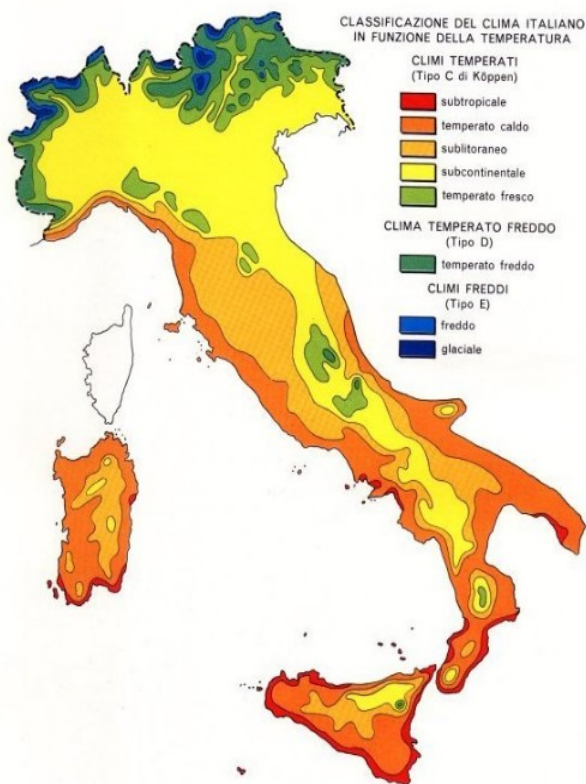 CLASSIFICAZIONE DEL CLIMA ITALIANO
IN FUNZIONE DELLA TEMPERATURA
CLIMI TEMPERATI
(Tipo C di Köppen)
subtropicale
temperato caldo
sublitoraneo
subcontinentale
temperato fresco
CLIMA TEMPERATO FREDDO
(Tipo D)
temperato freddo
CLIMI FREDDI
(Tipo E)
freddo
glaciale